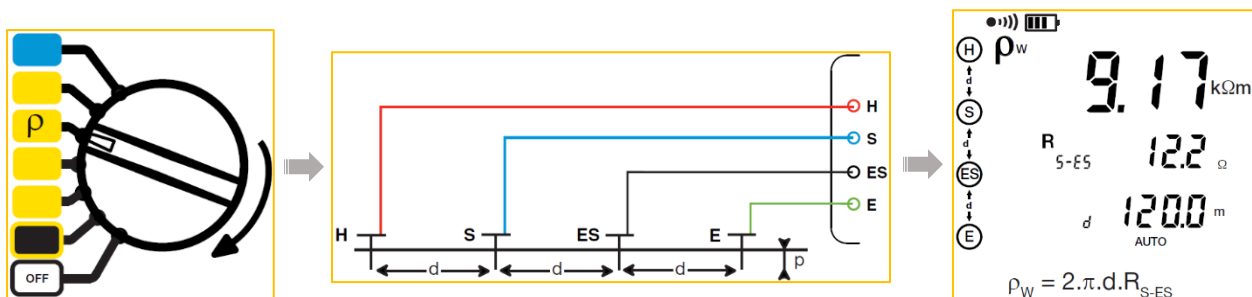 ρ
OFF
H
S
ES
E
H
S
ES
E
d
d
d
p
H
d
S
d
ES
d
E
ρW
9.17 kΩm
R S-ES 12.2 Ω
d 120.0 m
AUTO
ρW = 2.π.d.RS-ES